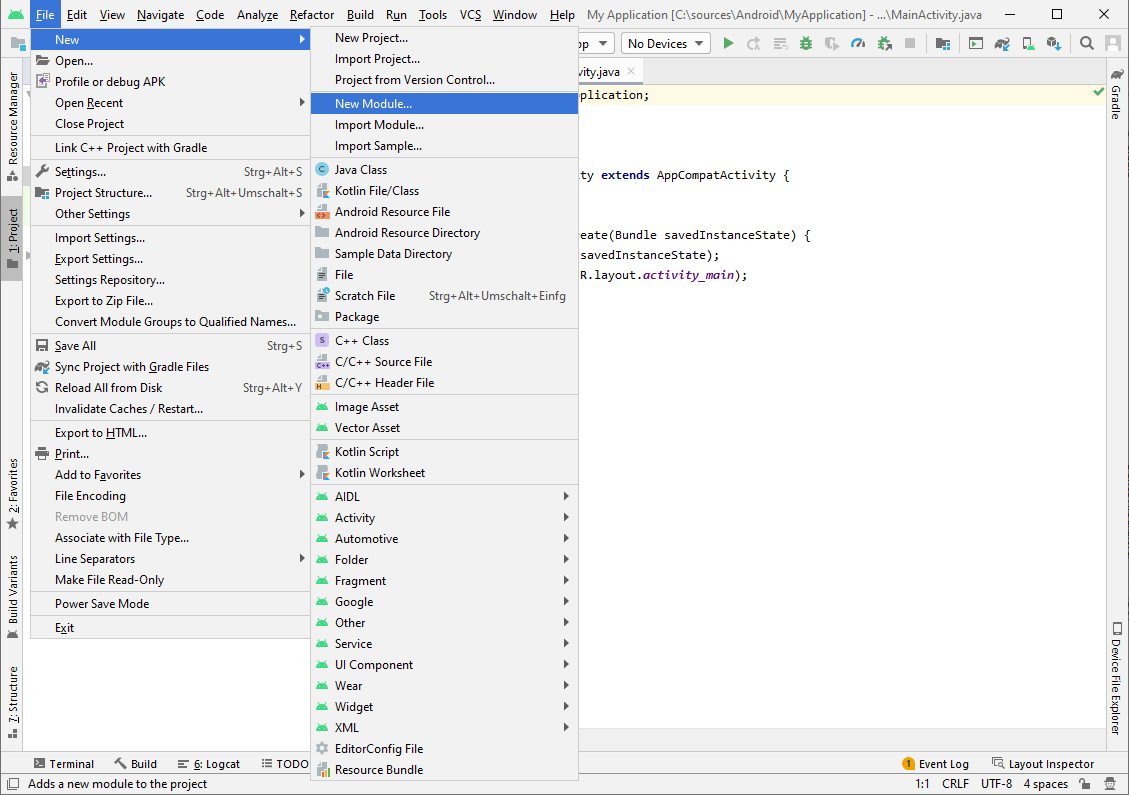 File Edit View Navigate Code Analyze Refactor Build Run Tools VCS Window Help My Application [C:\sources\Android\MyApplication] - ...\MainActivity.java
No Devices
New
Open...
Profile or debug APK
Open Recent
Close Project
Link C++ Project with Gradle
Settings... Strg+Alt+S
Project Structure... Strg+Alt+Umschalt+S
Other Settings
Import Settings...
Export Settings...
Settings Repository...
Export to Zip File...
Convert Module Groups to Qualified Names...
Save All Strg+S
Sync Project with Gradle Files
Reload All from Disk Strg+Alt+Y
Invalidate Caches / Restart...
Export to HTML...
Print...
Add to Favorites
File Encoding
Remove BOM
Associate with File Type...
Line Separators
Make File Read-Only
Power Save Mode
Exit
New Project...
Import Project...
Project from Version Control...
New Module...
Import Module...
Import Sample...
Java Class
Kotlin File/Class
Android Resource File
Android Resource Directory
Sample Data Directory
File
Scratch File Strg+Alt+Umschalt+Einfg
Package
C++ Class
C/C++ Source File
C/C++ Header File
Image Asset
Vector Asset
Kotlin Script
Kotlin Worksheet
AIDL
Activity
Automotive
Folder
Fragment
Google
Other
Service
UI Component
Wear
Widget
XML
EditorConfig File
Resource Bundle
vity.java
plication;
ty extends AppCompatActivity {
eate(Bundle savedInstanceState) {
savedInstanceState);
R.layout.activity_main);
Resource Manager
1: Project
2: Favorites
Build Variants
7: Structure
Gradle
Device File Explorer
Terminal Build 6: Logcat TODO 1 Event Log Layout Inspector
Adds a new module to the project 1:1 CRLF UTF-8 4 spaces